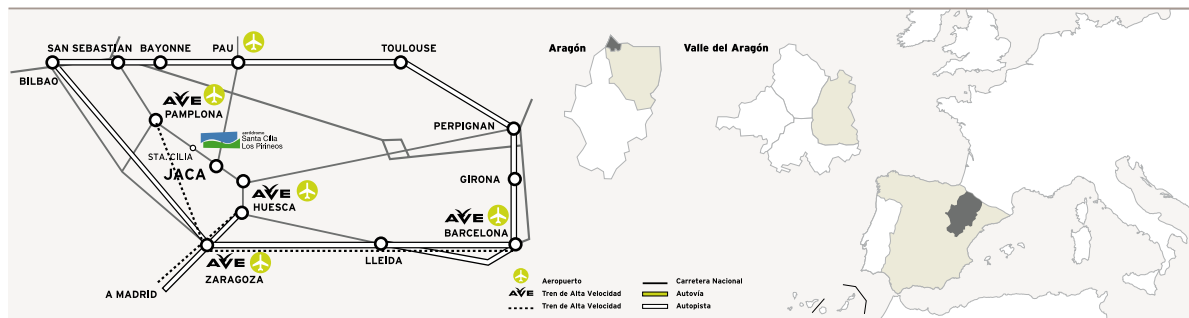 SAN SEBASTIAN
BAYONNE
PAU
TOULOUSE
BILBAO
AVE
PAMPLONA
aeródromo
Santa Cilia
Los Pirineos
STA. CILIA
JACA
PERPIGNAN
GIRONA
AVE
HUESCA
AVE
BARCELONA
LLEIDA
AVE
ZARAGOZA
A MADRID
Aeropuerto
AVE Tren de Alta Velocidad
Tren de Alta Velocidad
Carretera Nacional
Autovía
Autopista
Aragón
Valle del Aragón